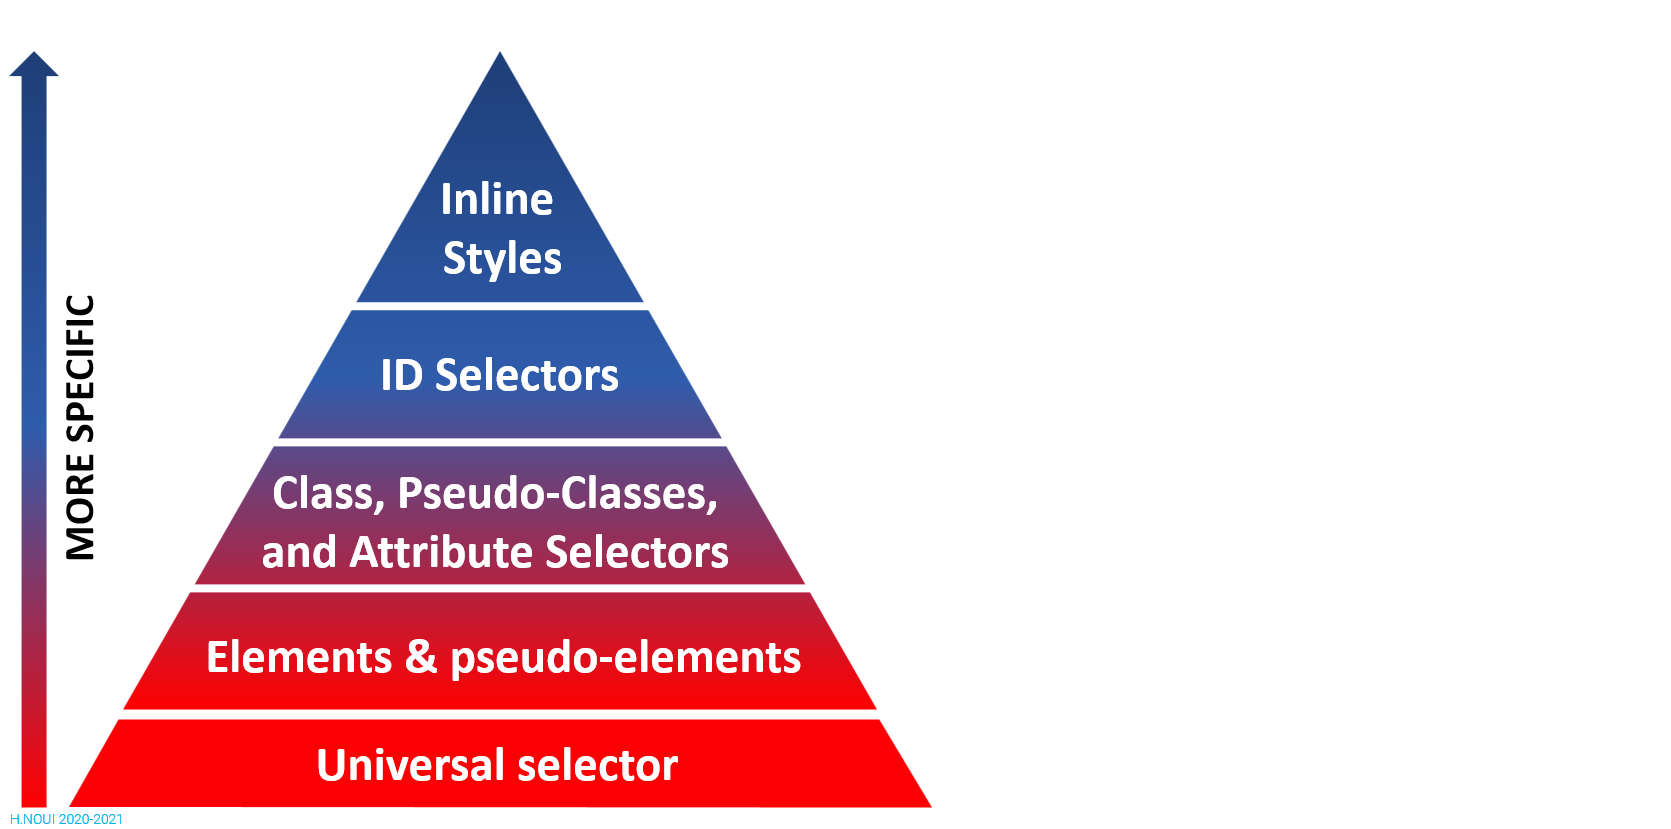 Inline
Styles
ID Selectors
MORE SPECIFIC
Class, Pseudo-Classes,
and Attribute Selectors
Elements & pseudo-elements
Universal selector
H.NOUI 2020-2021